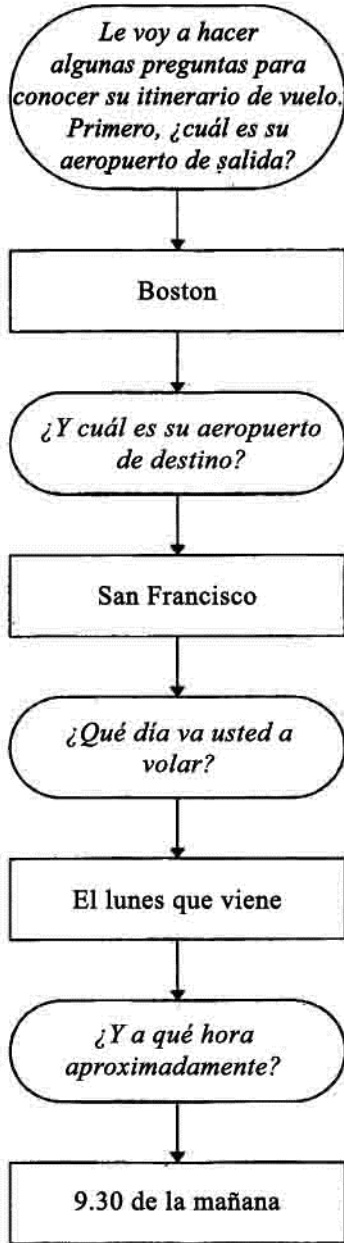 Le voy a hacer
algunas preguntas para
conocer su itinerario de vuelo.
Primero, ¿cuál es su
aeropuerto de salida?
Boston
¿Y cuál es su aeropuerto
de destino?
San Francisco
¿Qué día va usted a
volar?
El lunes que viene
¿Y a qué hora
aproximadamente?
9.30 de la mañana